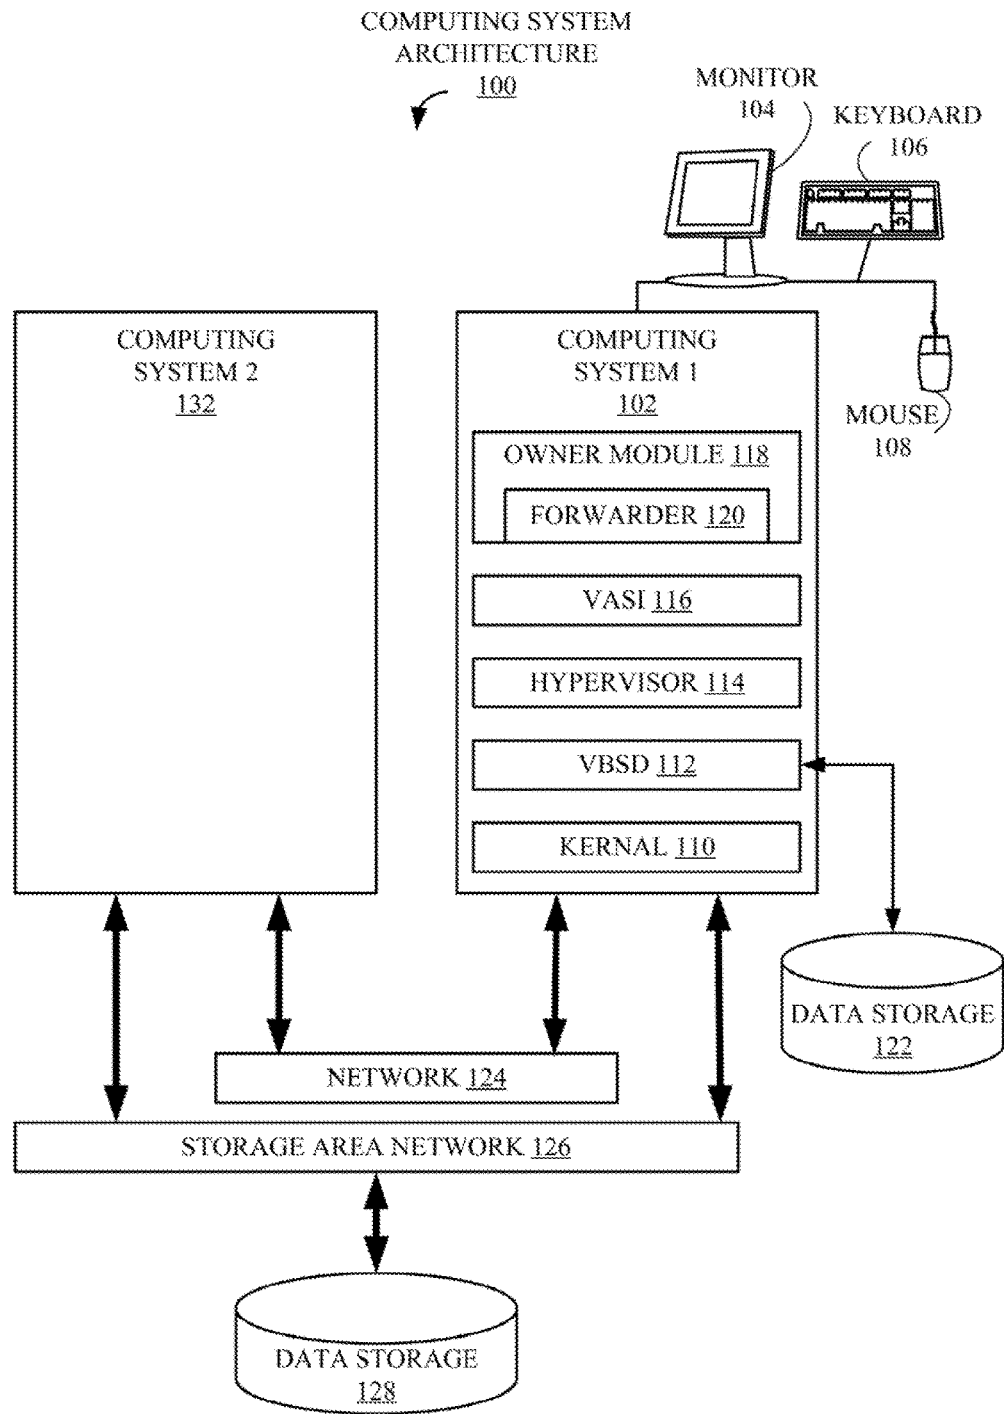 COMPUTING SYSTEM
ARCHITECTURE
100
MONITOR
104
KEYBOARD
106
COMPUTING
SYSTEM 2
132
COMPUTING
SYSTEM 1
102
MOUSE
108
OWNER MODULE 118
FORWARDER 120
VASI 116
HYPERVISOR 114
VBSD 112
KERNAL 110
DATA STORAGE
122
NETWORK 124
STORAGE AREA NETWORK 126
DATA STORAGE
128